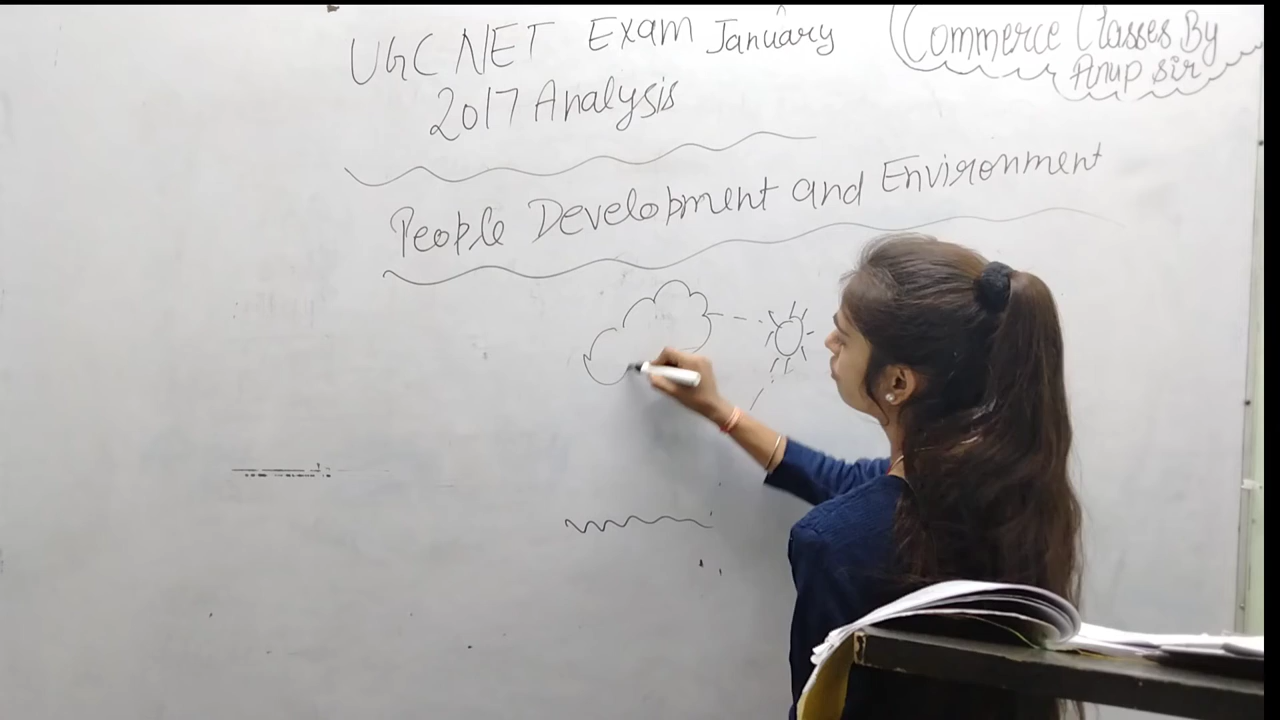 UGC NET Exam January
2017 Analysis
Commerce Classes By
Anup Sir
People Development and Environment